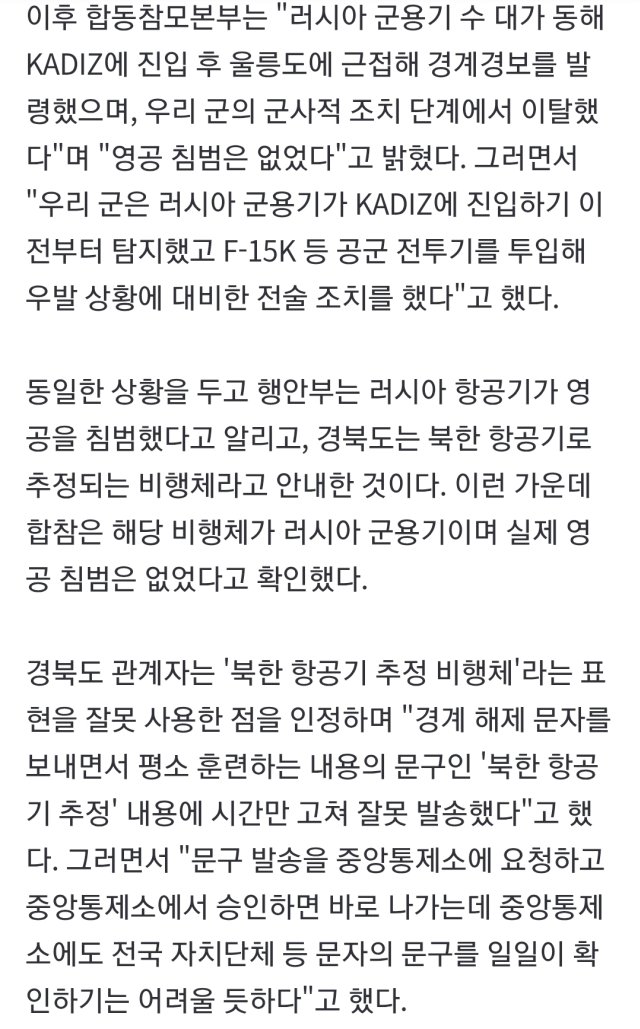 이후 합동참모본부는 "러시아 군용기 수 대가 동해
KADIZ에 진입 후 울릉도에 근접해 경계경보를 발
령했으며, 우리 군의 군사적 조치 단계에서 이탈했
다"며 "영공 침범은 없었다"고 밝혔다. 그러면서
"우리 군은 러시아 군용기가 KADIZ에 진입하기 이
전부터 탐지했고 F-15K 등 공군 전투기를 투입해
우발 상황에 대비한 전술 조치를 했다"고 했다.
동일한 상황을 두고 행안부는 러시아 항공기가 영
공을 침범했다고 알리고, 경북도는 북한 항공기로
추정되는 비행체라고 안내한 것이다. 이런 가운데
합참은 해당 비행체가 러시아 군용기이며 실제 영
공 침범은 없었다고 확인했다.
경북도 관계자는 '북한 항공기 추정 비행체'라는 표
현을 잘못 사용한 점을 인정하며 "경계 해제 문자를
보내면서 평소 훈련하는 내용의 문구인 '북한 항공
기 추정' 내용에 시간만 고쳐 잘못 발송했다"고 했
다. 그러면서 "문구 발송을 중앙통제소에 요청하고
중앙통제소에서 승인하면 바로 나가는데 중앙통제
소에도 전국 자치단체 등 문자의 문구를 일일이 확
인하기는 어려울 듯하다"고 했다.